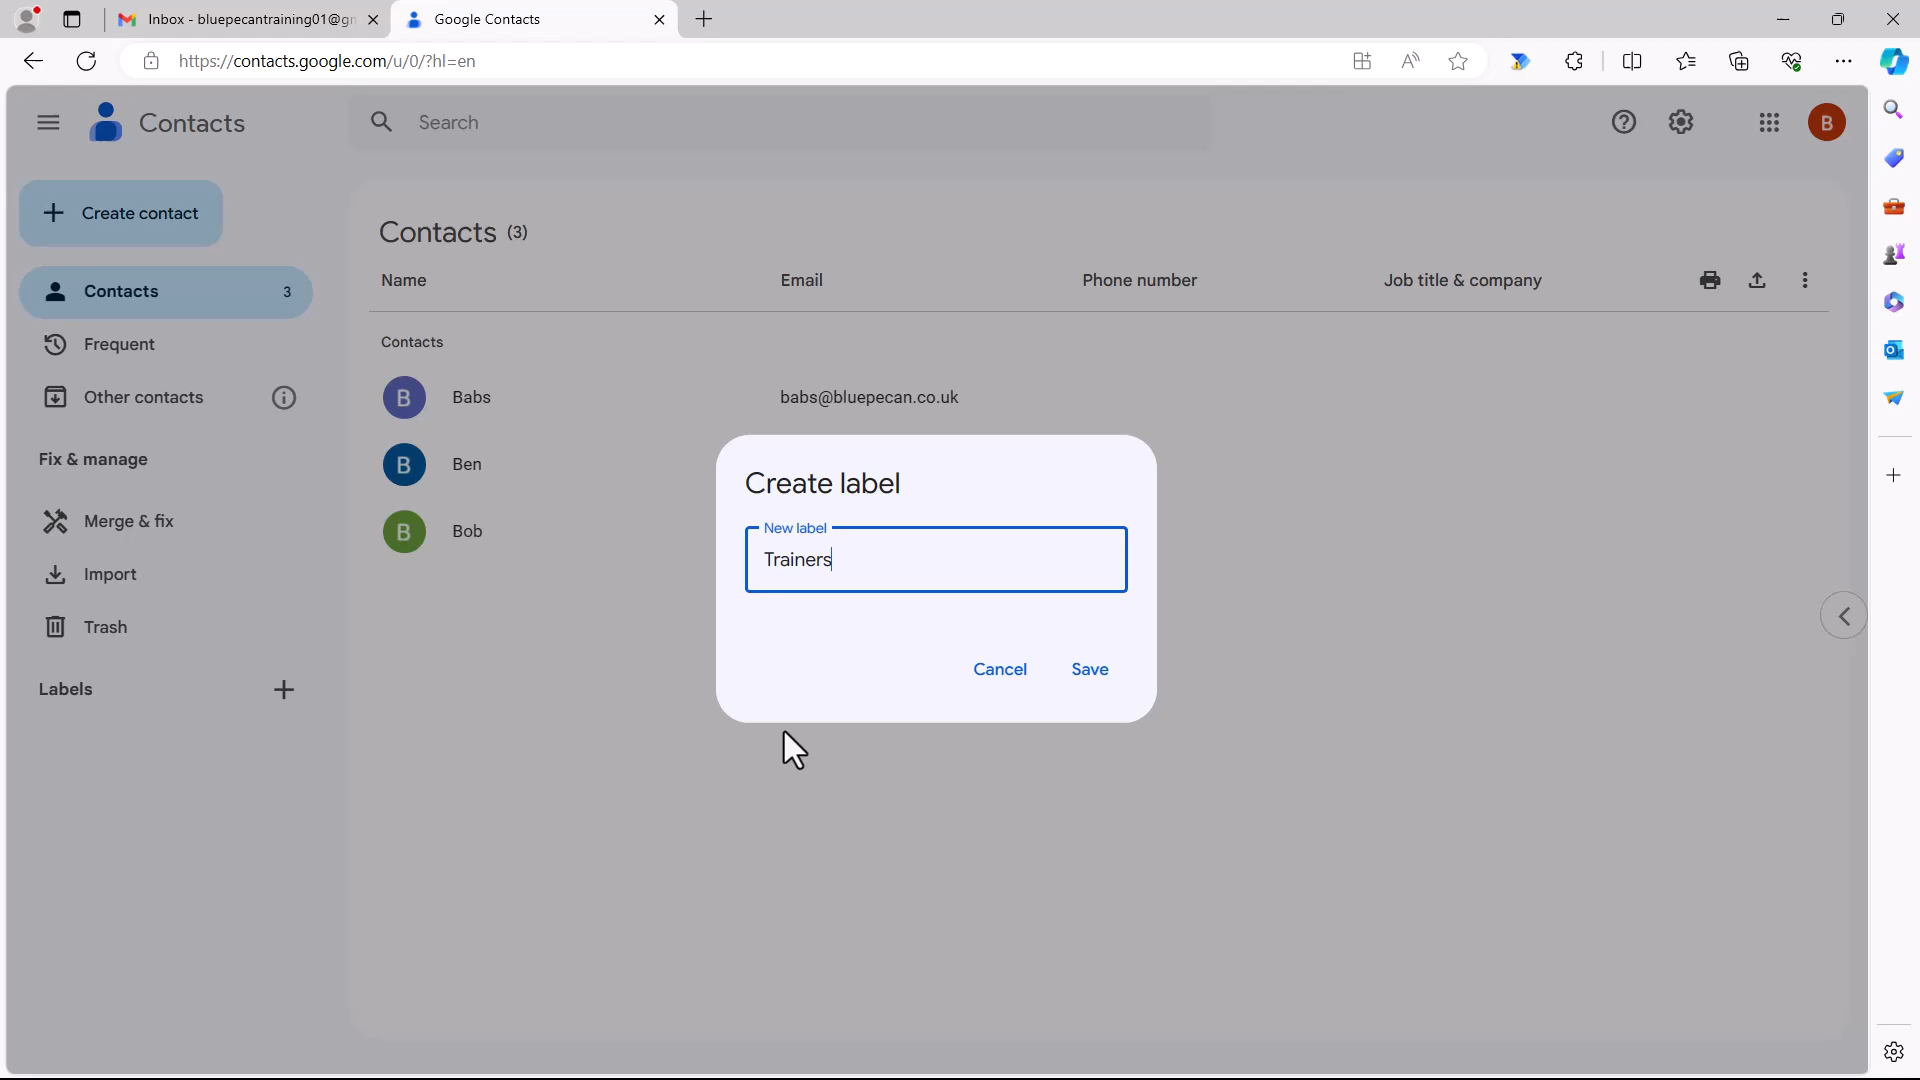 Inbox - bluepecantraining01@gm
Google Contacts
https://contacts.google.com/u/0/?hl=en
Contacts
Search
B
Create contact
Contacts (3)
Name Email Phone number Job title & company
Contacts 3
Frequent
Contacts
Other contacts
B Babs babs@bluepecan.co.uk
Fix & manage
B Ben
Create label
Merge & fix
B Bob
New label
Trainers
Import
Trash
Cancel Save
Labels